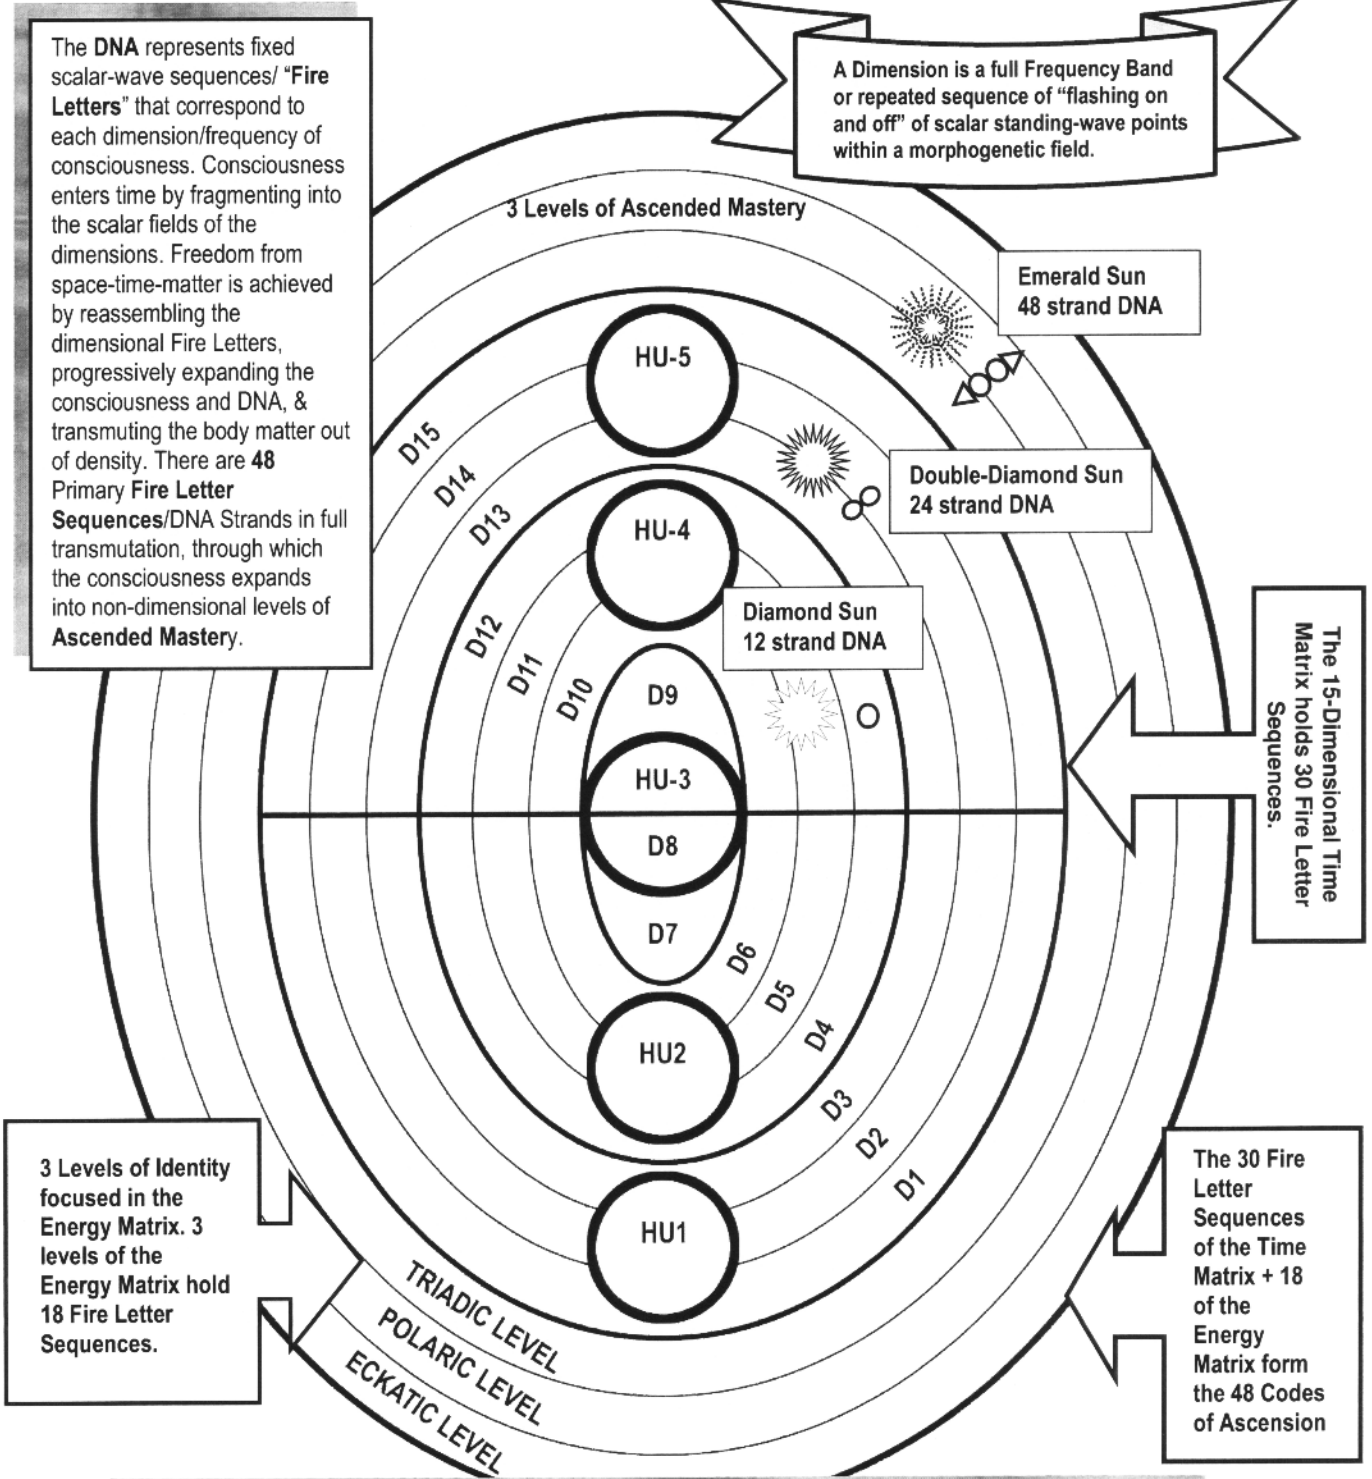 The DNA represents fixed
scalar-wave sequences/ “Fire
Letters” that correspond to
each dimension/frequency of
consciousness. Consciousness
enters time by fragmenting into
the scalar fields of the
dimensions. Freedom from
space-time-matter is achieved
by reassembling the
dimensional Fire Letters,
progressively expanding the
consciousness and DNA, &
transmuting the body matter out
of density. There are 48
Primary Fire Letter
Sequences/DNA Strands in full
transmutation, through which
the consciousness expands
into non-dimensional levels of
Ascended Mastery.
A Dimension is a full Frequency Band
or repeated sequence of “flashing on
and off” of scalar standing-wave points
within a morphogenetic field.
3 Levels of Ascended Mastery
Emerald Sun
48 strand DNA
HU-5
D15
D14
D13
Double-Diamond Sun
24 strand DNA
HU-4
D12
D11
D10
Diamond Sun
12 strand DNA
D9
HU-3
D8
D7
The 15-Dimensional Time
Matrix holds 30 Fire Letter
Sequences.
D6
D5
D4
HU2
D3
D2
D1
HU1
3 Levels of Identity
focused in the
Energy Matrix. 3
levels of the
Energy Matrix hold
18 Fire Letter
Sequences.
TRIADIC LEVEL
POLARIC LEVEL
ECKATIC LEVEL
The 30 Fire
Letter
Sequences
of the Time
Matrix + 18
of the
Energy
Matrix form
the 48 Codes
of Ascension